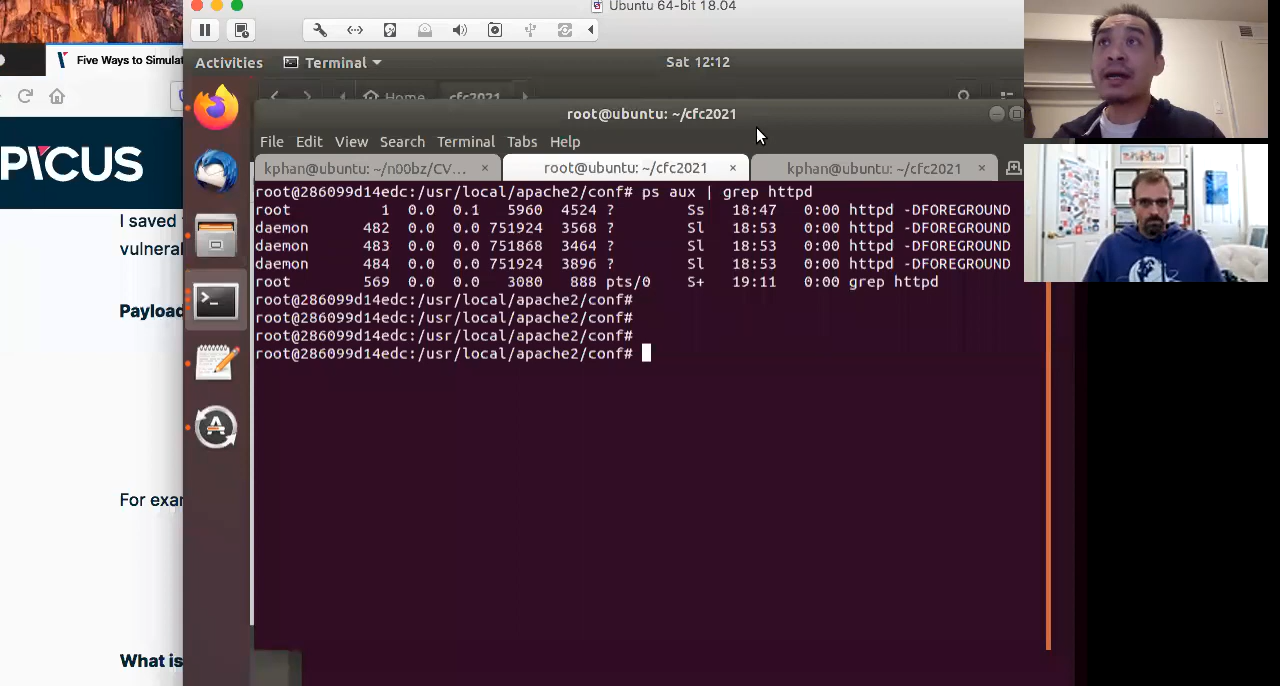 Ubuntu 64-bit 18.04
Five Ways to Simulat
Activities
Terminal
Sat 12:12
Home
cfc2021
root@ubuntu: ~/cfc2021
File Edit View Search Terminal Tabs Help
PICUS
kphan@ubuntu: ~/n00bz/CV... ×
root@ubuntu: ~/cfc2021 ×
kphan@ubuntu: ~/cfc2021 ×
root@286099d14edc:/usr/local/apache2/conf# ps aux | grep httpd
root 1 0.0 0.1 5960 4524 ? Ss 18:47 0:00 httpd -DFOREGROUND
daemon 482 0.0 0.0 751924 3568 ? Sl 18:53 0:00 httpd -DFOREGROUND
daemon 483 0.0 0.0 751868 3464 ? Sl 18:53 0:00 httpd -DFOREGROUND
daemon 484 0.0 0.0 751924 3896 ? Sl 18:53 0:00 httpd -DFOREGROUND
root 569 0.0 0.0 3080 888 pts/0 S+ 19:11 0:00 grep httpd
root@286099d14edc:/usr/local/apache2/conf#
root@286099d14edc:/usr/local/apache2/conf#
root@286099d14edc:/usr/local/apache2/conf#
root@286099d14edc:/usr/local/apache2/conf#
I saved
vulneral
Payload
For exar
What is